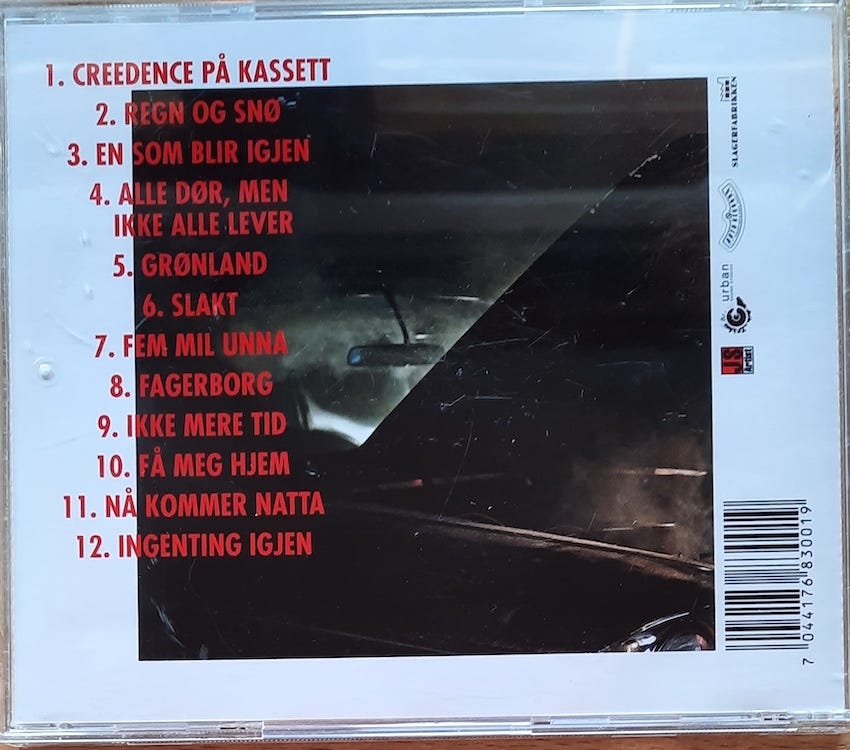 1. CREEDENCE PÅ KASSETT
2. REGN OG SNØ
3. EN SOM BLIR IGJEN
4. ALLE DØR, MEN
IKKE ALLE LEVER
5. GRØNLAND
6. SLAKT
7. FEM MIL UNNA
8. FAGERBORG
9. IKKE MERE TID
10. FÅ MEG HJEM
11. NÅ KOMMER NATTA
12. INGENTING IGJEN
SLAGERFABRIKKEN
urban
JS
Artist
7 044176 830019